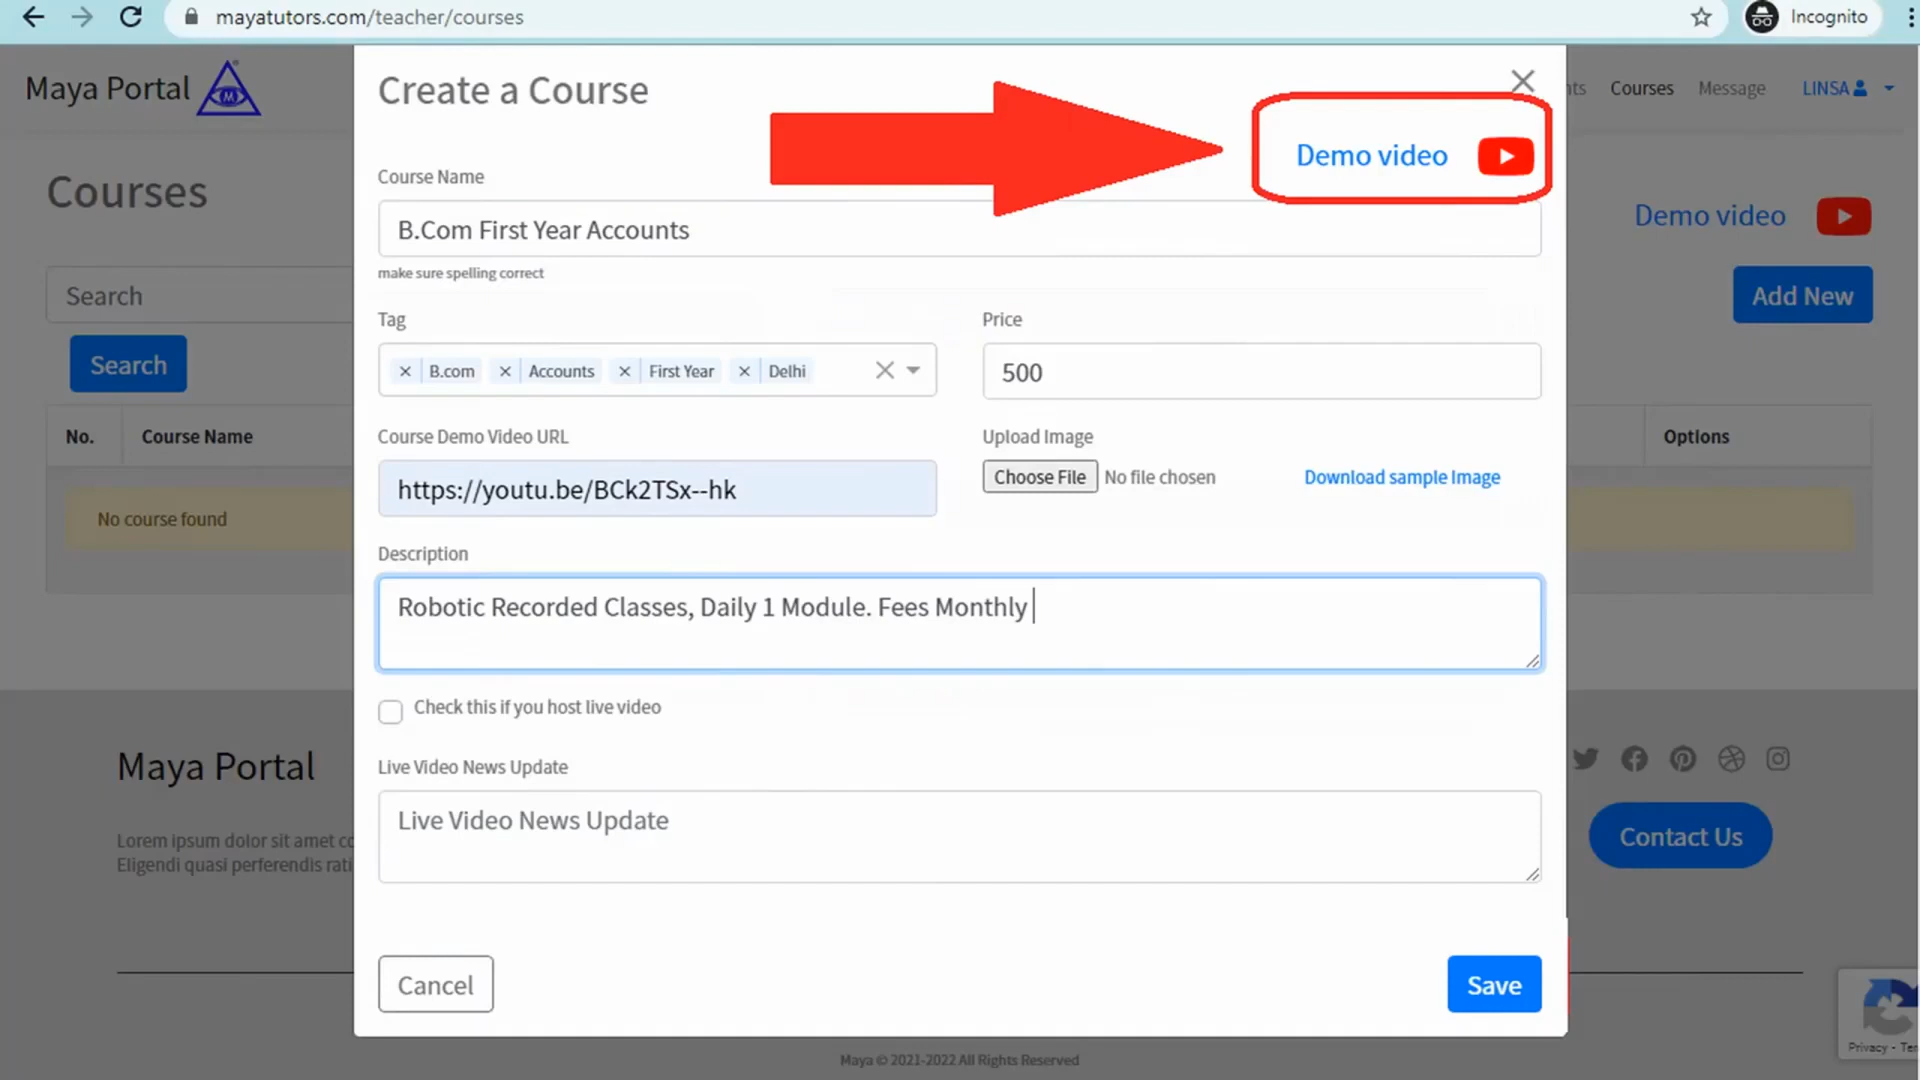 mayatutors.com/teacher/courses
Incognito
Maya Portal
M
Create a Course
nts
Courses
Message
LINSA
Demo video
Courses
Course Name
B.Com First Year Accounts
Demo video
make sure spelling correct
Search
Add New
Tag
Price
Search
× B.com × Accounts × First Year × Delhi
500
No.
Course Name
Course Demo Video URL
Upload Image
Options
https://youtu.be/BCk2TSx--hk
Choose File No file chosen
Download sample Image
No course found
Description
Robotic Recorded Classes, Daily 1 Module. Fees Monthly
Check this if you host live video
Maya Portal
Live Video News Update
Live Video News Update
Lorem ipsum dolor sit amet co
Eligendi quasi perferendis rati
Contact Us
Cancel
Save
Privacy - Ter
Maya © 2021-2022 All Rights Reserved